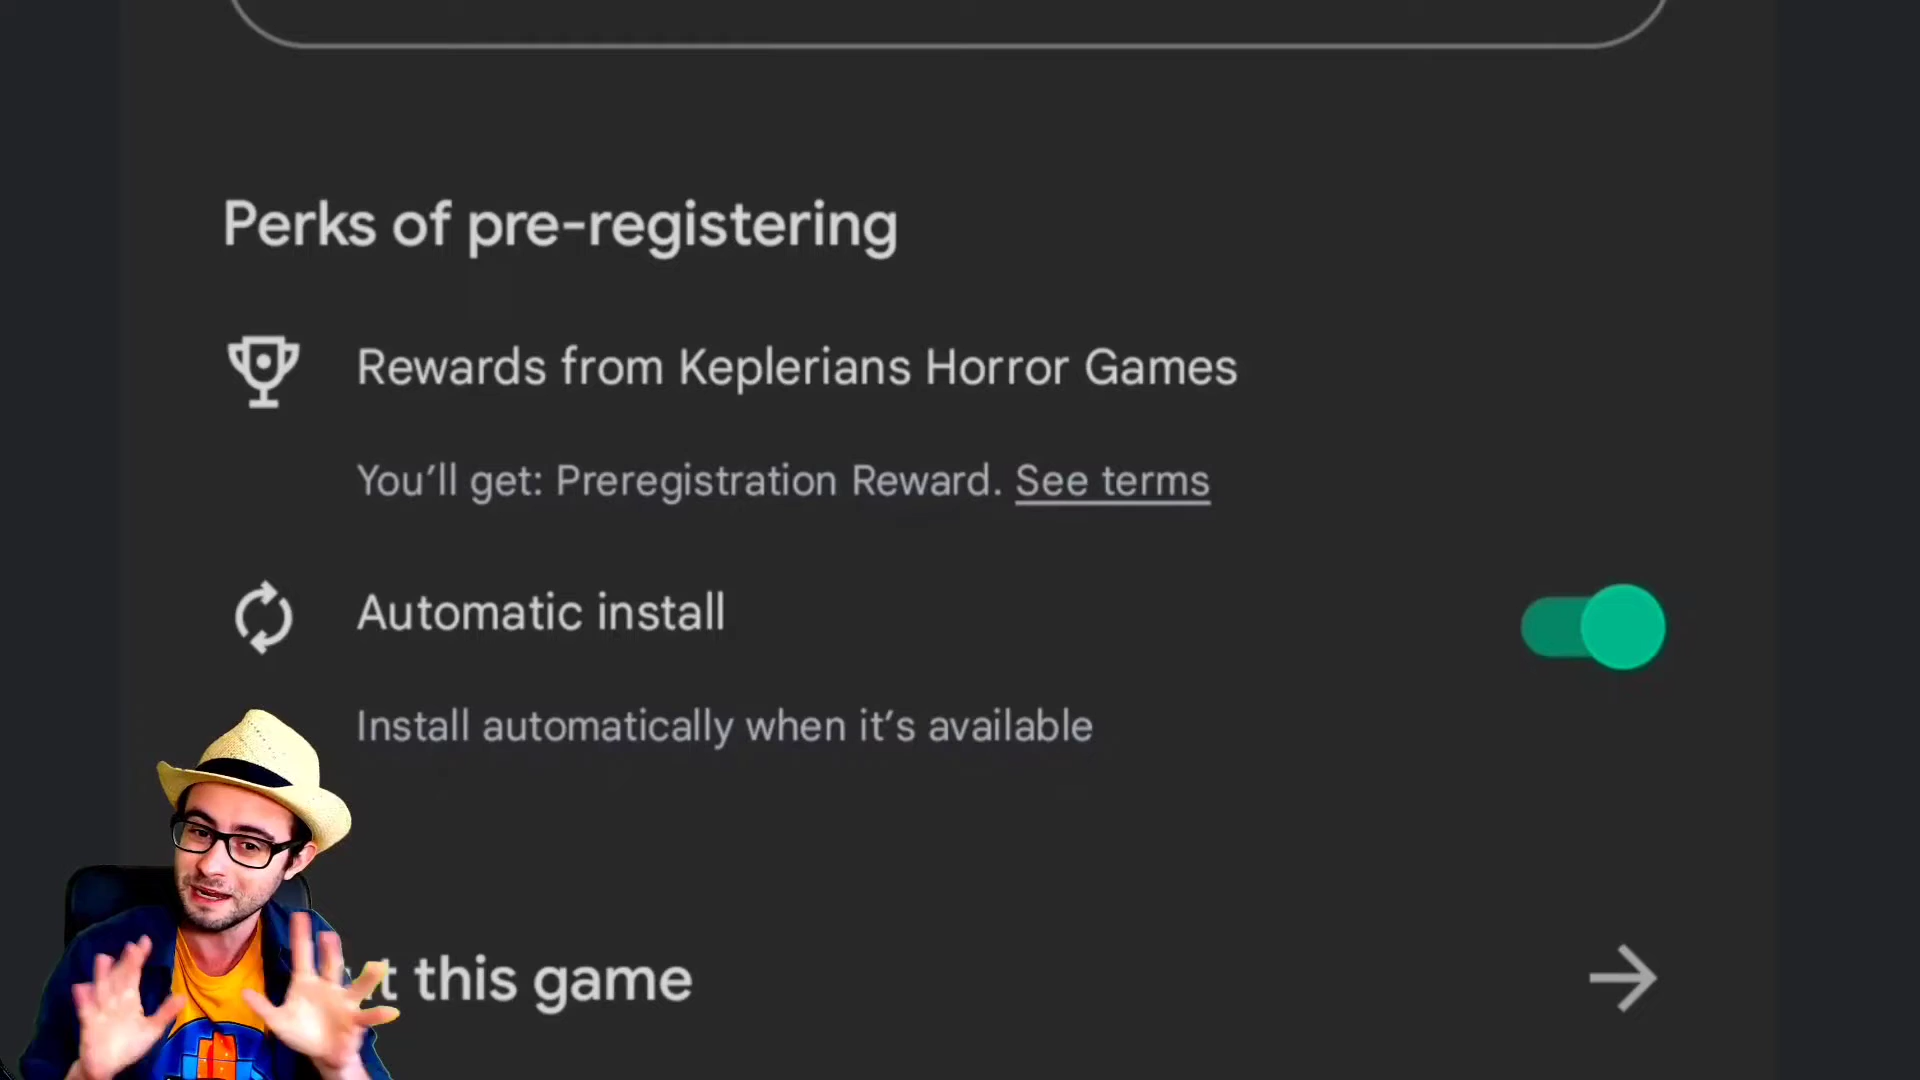 Perks of pre-registering
Rewards from Keplerians Horror Games
You'll get: Preregistration Reward. See terms
Automatic install
Install automatically when it's available
this game